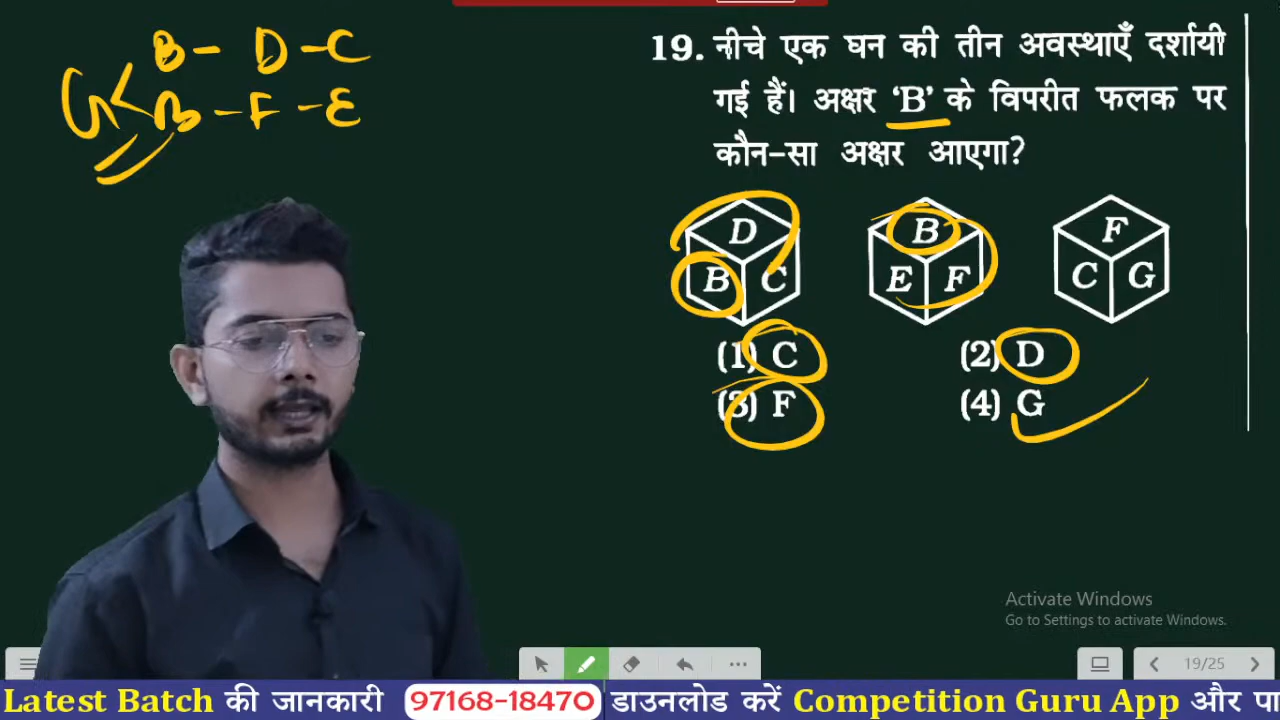 B - D - C
G < B - F - E
19. नीचे एक घन की तीन अवस्थाएँ दर्शायी
गई हैं। अक्षर ‘B’ के विपरीत फलक पर
कौन-सा अक्षर आएगा?
D
B C
B
E F
F
C G
(1) C (2) D
(3) F (4) G
Activate Windows
Go to Settings to activate Windows.
19/25
Latest Batch की जानकारी 97168-18470 डाउनलोड करें Competition Guru App और पा